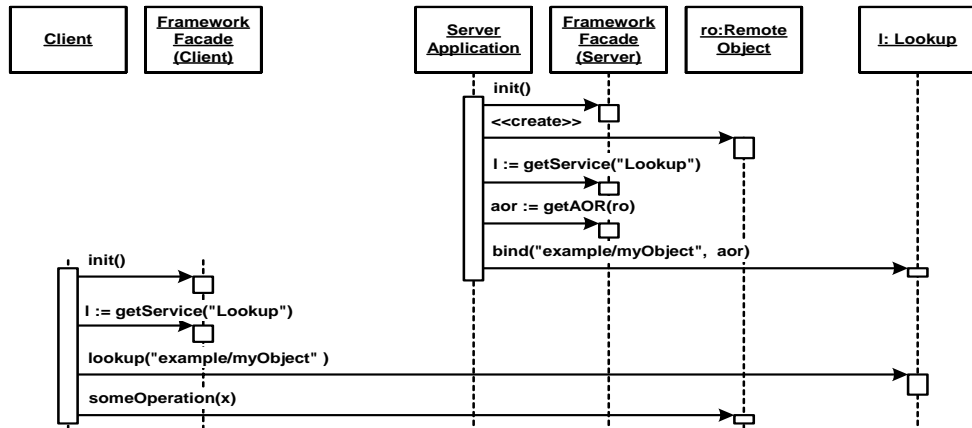 Client
Framework
Facade
(Client)
Server
Application
Framework
Facade
(Server)
ro:Remote
Object
l: Lookup
init()
<<create>>
l := getService("Lookup")
aor := getAOR(ro)
bind("example/myObject", aor)
init()
l := getService("Lookup")
lookup("example/myObject" )
someOperation(x)